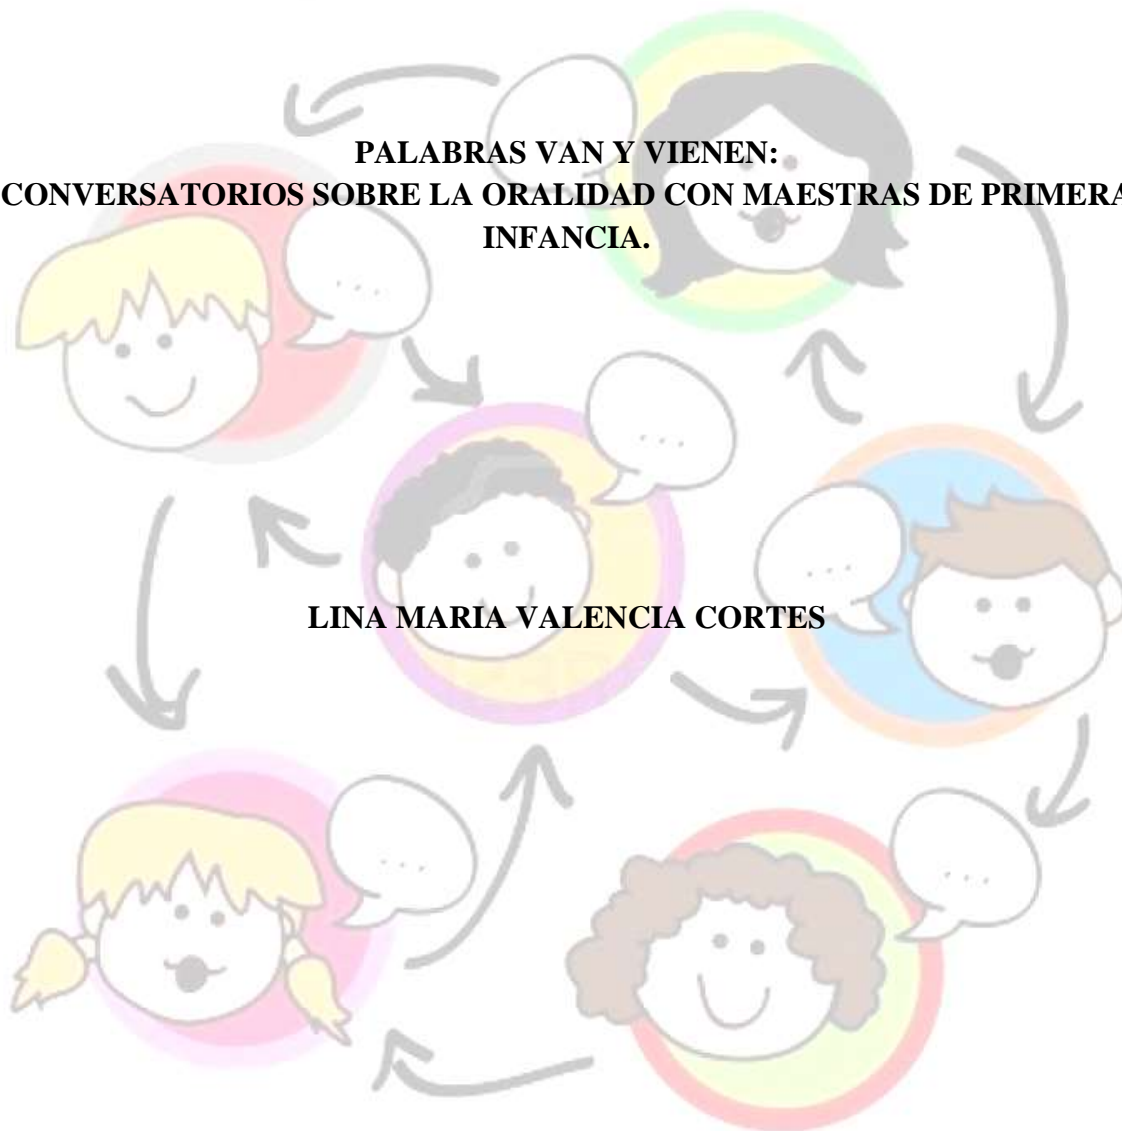 PALABRAS VAN Y VIENEN:
CONVERSATORIOS SOBRE LA ORALIDAD CON MAESTRAS DE PRIMERA
INFANCIA.
...
...
...
LINA MARIA VALENCIA CORTES
...
...